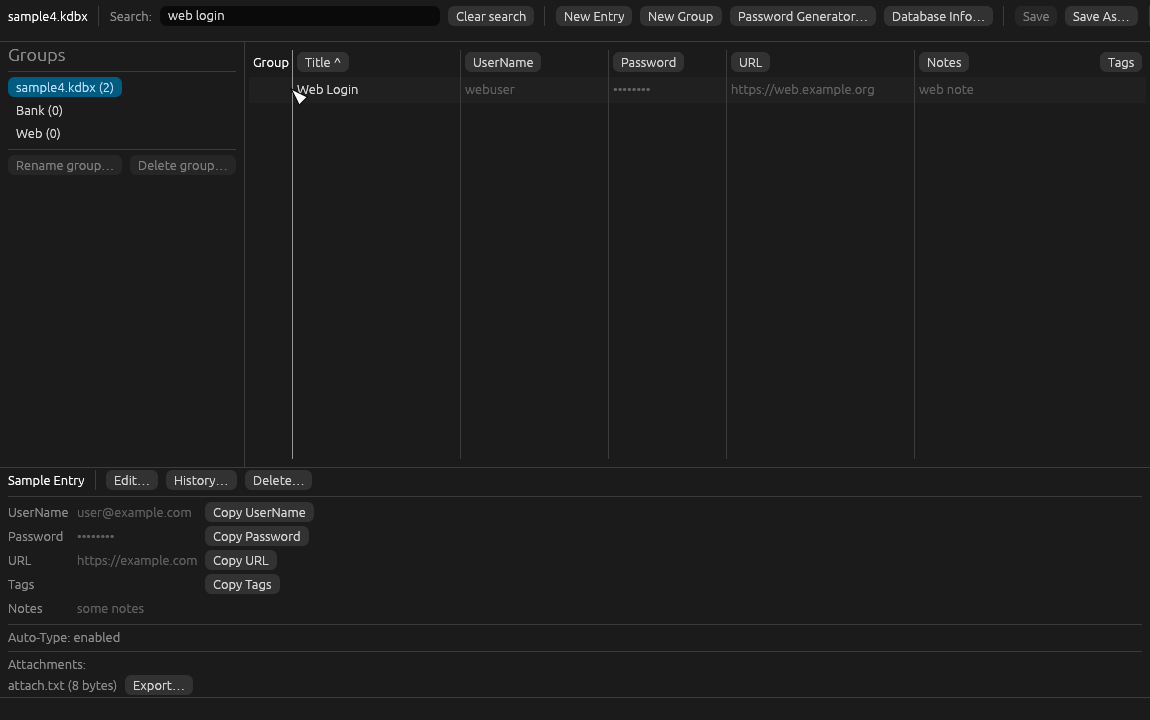 sample4.kdbx Search: web login Clear search New Entry New Group Password Generator... Database Info... Save Save As...
Groups
sample4.kdbx (2)
Bank (0)
Web (0)
Rename group... Delete group...
Group Title ^ UserName Password URL Notes Tags
Web Login webuser •••••••• https://web.example.org web note
Sample Entry Edit... History... Delete...
UserName user@example.com Copy UserName
Password •••••••• Copy Password
URL https://example.com Copy URL
Tags Copy Tags
Notes some notes
Auto-Type: enabled
Attachments:
attach.txt (8 bytes) Export...